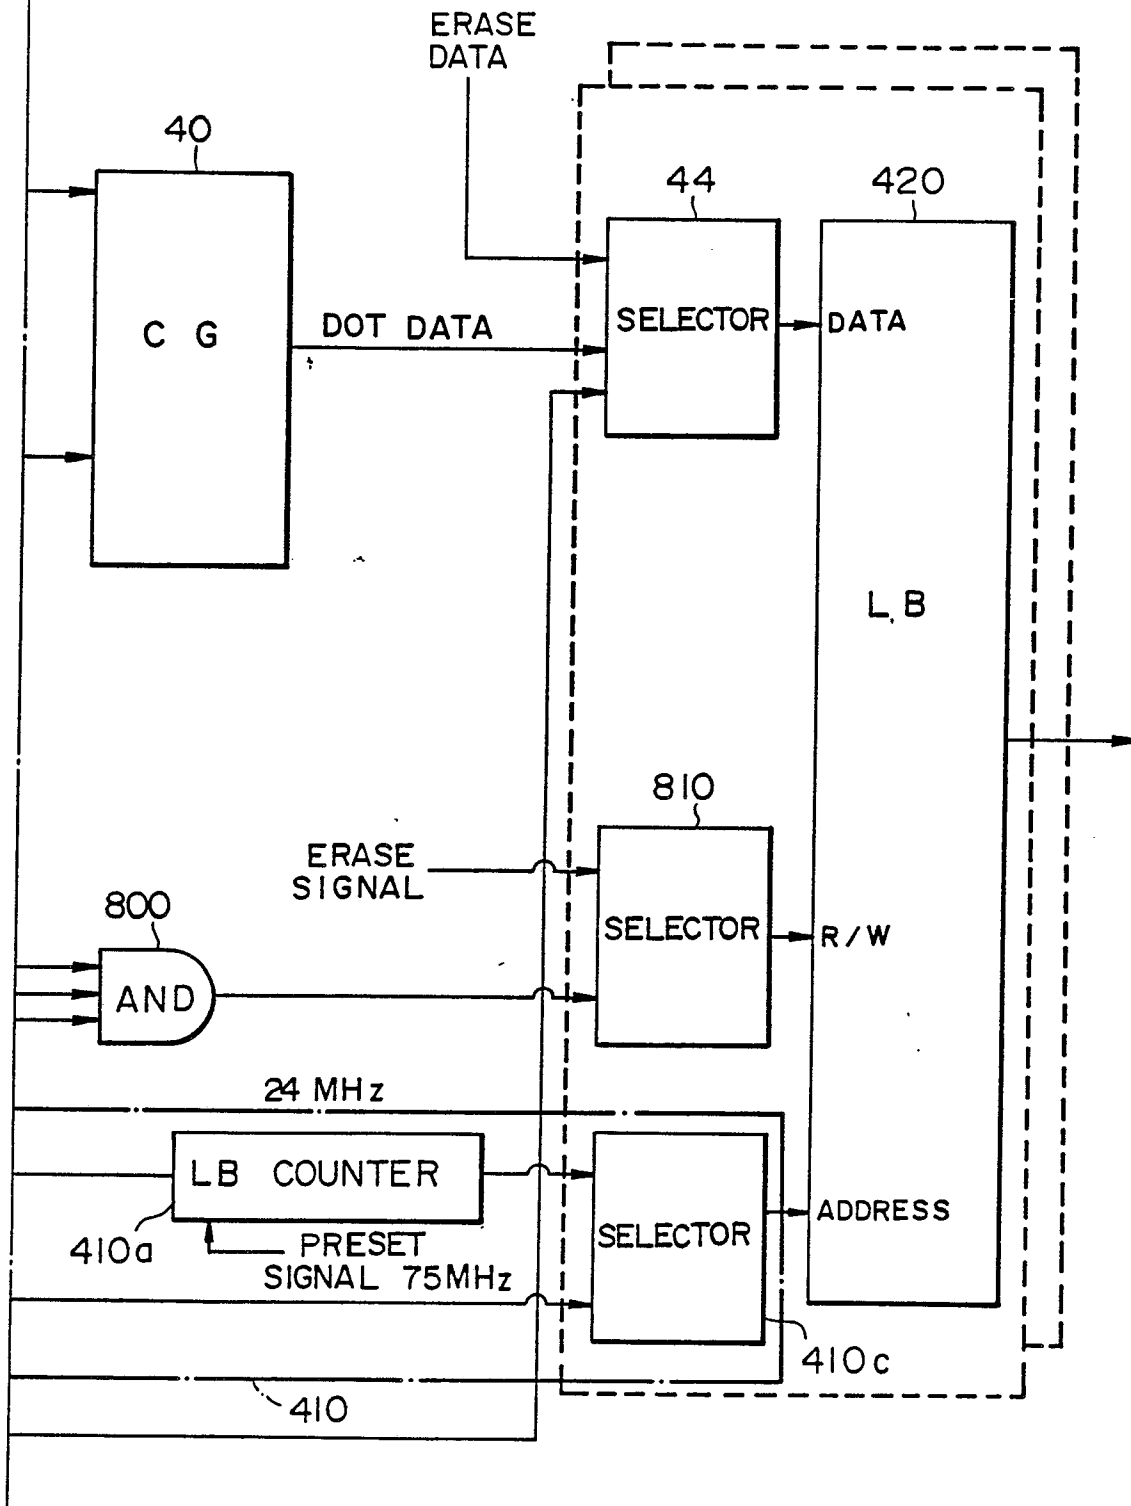 ERASE
DATA
40
44
420
C G
DOT DATA
SELECTOR
DATA
L.B
810
ERASE
SIGNAL
SELECTOR
R/W
800
AND
24 MHz
LB COUNTER
410a
PRESET
SIGNAL 75MHz
SELECTOR
ADDRESS
410c
410